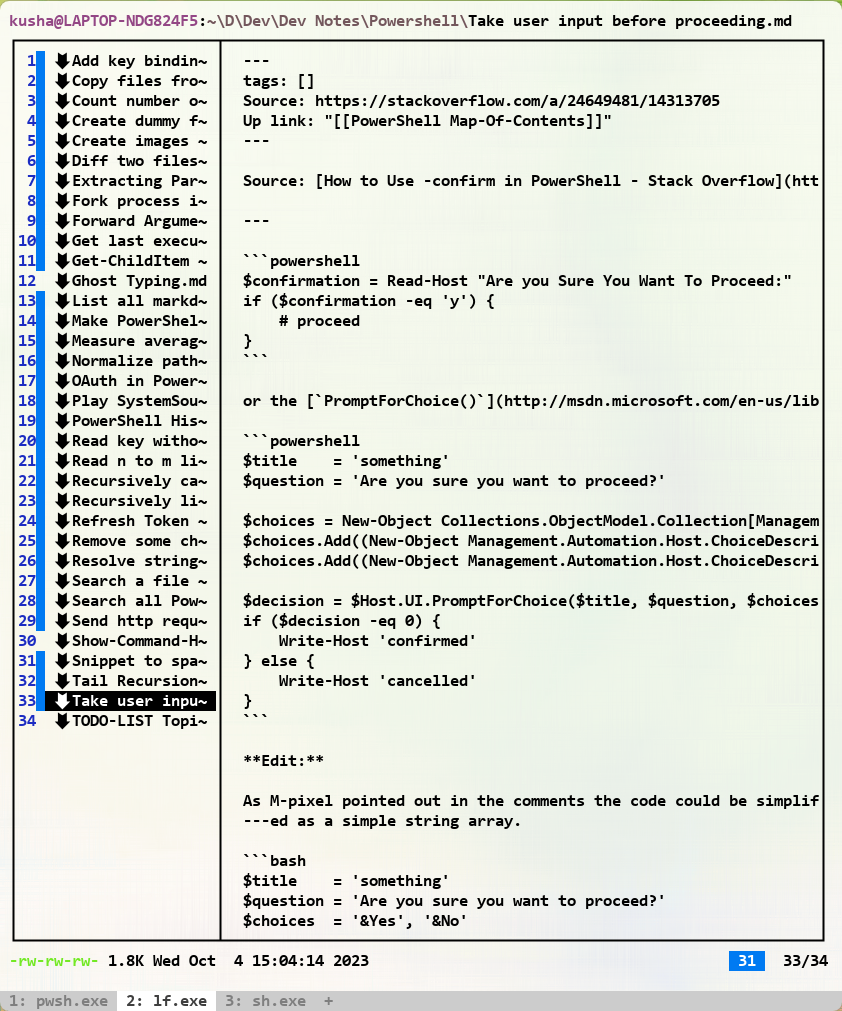 kusha@LAPTOP-NDG824F5:~\D\Dev\Dev Notes\Powershell\Take user input before proceeding.md
1 Add key bindin~
2 Copy files fro~
3 Count number o~
4 Create dummy f~
5 Create images ~
6 Diff two files~
7 Extracting Par~
8 Fork process i~
9 Forward Argume~
10 Get last execu~
11 Get-ChildItem ~
12 Ghost Typing.md
13 List all markd~
14 Make PowerShel~
15 Measure averag~
16 Normalize path~
17 OAuth in Power~
18 Play SystemSou~
19 PowerShell His~
20 Read key witho~
21 Read n to m li~
22 Recursively ca~
23 Recursively li~
24 Refresh Token ~
25 Remove some ch~
26 Resolve string~
27 Search a file ~
28 Search all Pow~
29 Send http requ~
30 Show-Command-H~
31 Snippet to spa~
32 Tail Recursion~
33 Take user inpu~
34 TODO-LIST Topi~
---
tags: []
Source: https://stackoverflow.com/a/24649481/14313705
Up link: "[[PowerShell Map-Of-Contents]]"
---
Source: [How to Use -confirm in PowerShell - Stack Overflow](htt
---
```powershell
$confirmation = Read-Host "Are you Sure You Want To Proceed:"
if ($confirmation -eq 'y') {
    # proceed
}
```
or the [`PromptForChoice()`](http://msdn.microsoft.com/en-us/lib
```powershell
$title    = 'something'
$question = 'Are you sure you want to proceed?'
$choices = New-Object Collections.ObjectModel.Collection[Managem
$choices.Add((New-Object Management.Automation.Host.ChoiceDescri
$choices.Add((New-Object Management.Automation.Host.ChoiceDescri
$decision = $Host.UI.PromptForChoice($title, $question, $choices
if ($decision -eq 0) {
    Write-Host 'confirmed'
} else {
    Write-Host 'cancelled'
}
```
**Edit:**
As M-pixel pointed out in the comments the code could be simplif
---ed as a simple string array.
```bash
$title    = 'something'
$question = 'Are you sure you want to proceed?'
$choices  = '&Yes', '&No'
-rw-rw-rw- 1.8K Wed Oct  4 15:04:14 2023 31 33/34
1: pwsh.exe 2: lf.exe 3: sh.exe +